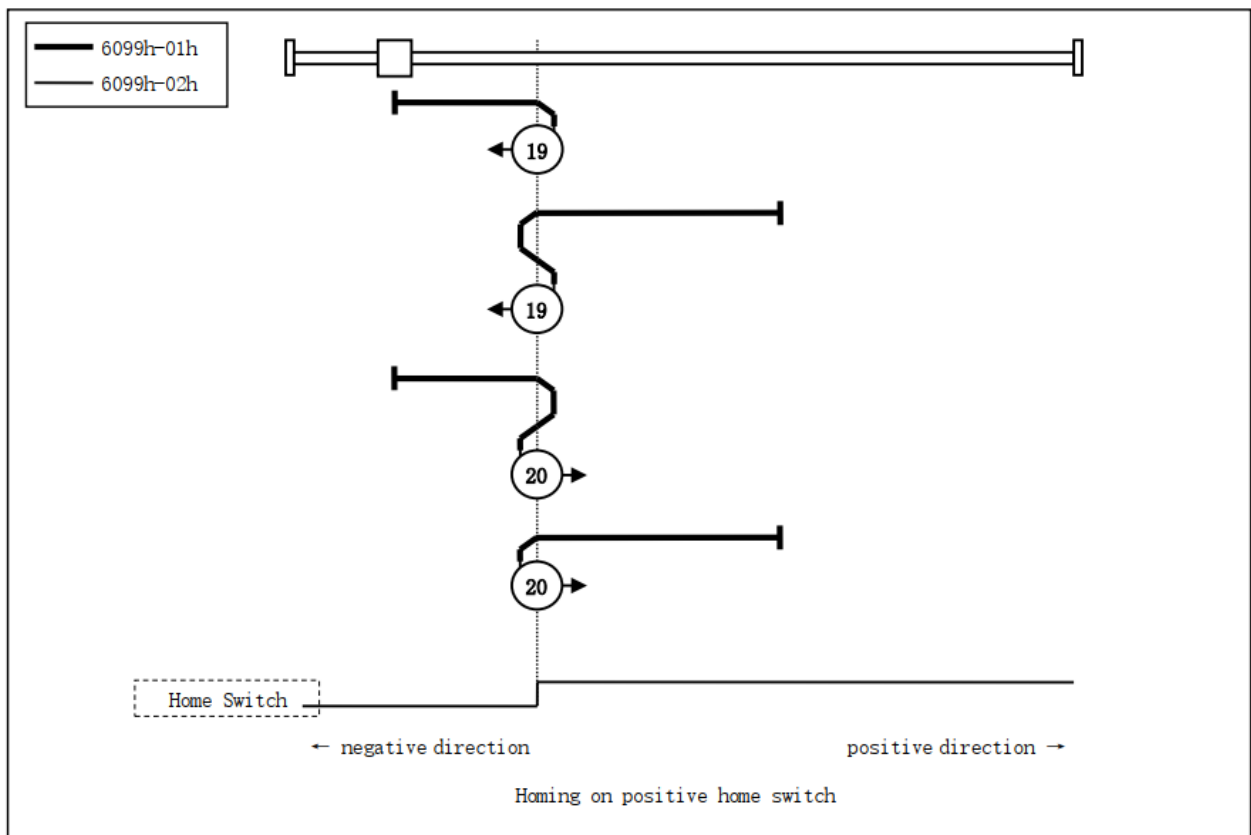 6099h-01h
6099h-02h
19
19
20
20
Home Switch
← negative direction
positive direction →
Homing on positive home switch